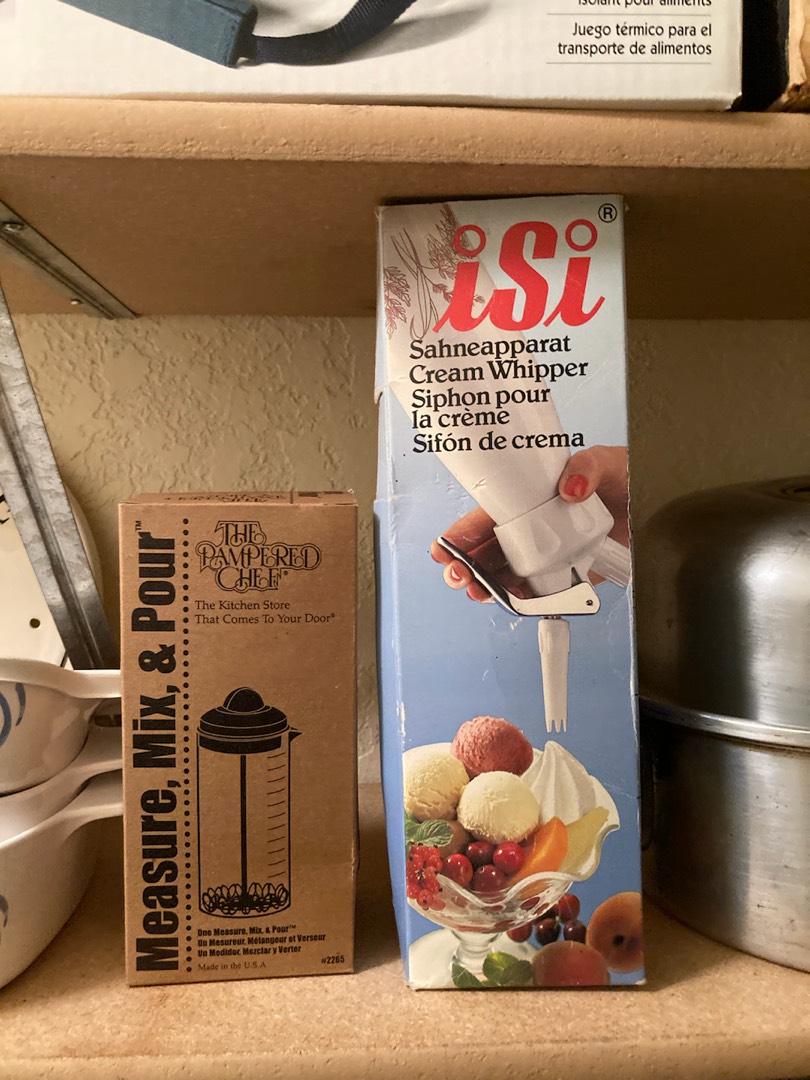 isolant pour aliments
Juego térmico para el
transporte de alimentos
iSi®
Sahneapparat
Cream Whipper
Siphon pour
la crème
Sifón de crema
Measure, Mix, & Pour™
THE
PAMPERED
CHEF®
The Kitchen Store
That Comes To Your Door®
One Measure, Mix, & Pour™
Un Mesureur, Mélangeur et Verseur
Un Medidor, Mezclar y Verter
Made in the U.S.A
#2265